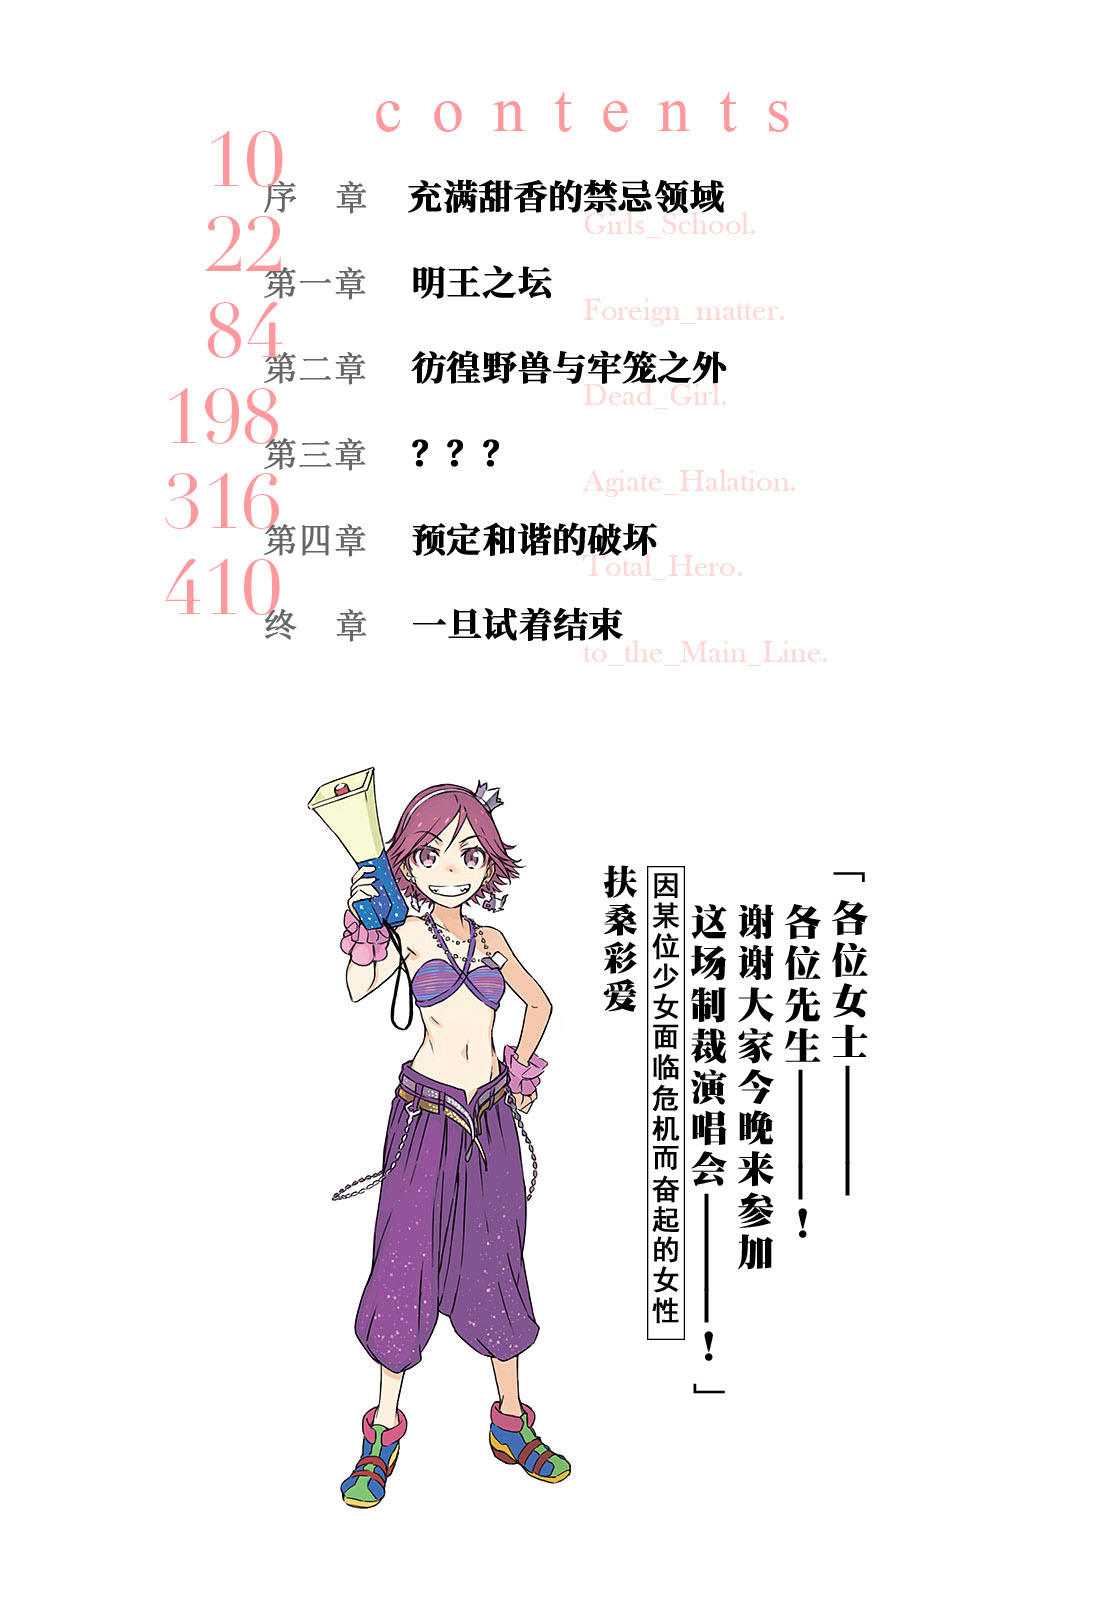 contents
10
序 章 充满甜香的禁忌领域
Girls_School.
22
第一章 明王之坛
Foreign_matter.
84
第二章 彷徨野兽与牢笼之外
Dead_Girl.
198
第三章 ？？？
Agiate_Halation.
316
第四章 预定和谐的破坏
Total_Hero.
410
终 章 一旦试着结束
to_the_Main_Line.
「各位女士————
各位先生————！
谢谢大家今晚来参加
这场制裁演唱会————！」
因某位少女面临危机而奋起的女性
扶桑彩爱